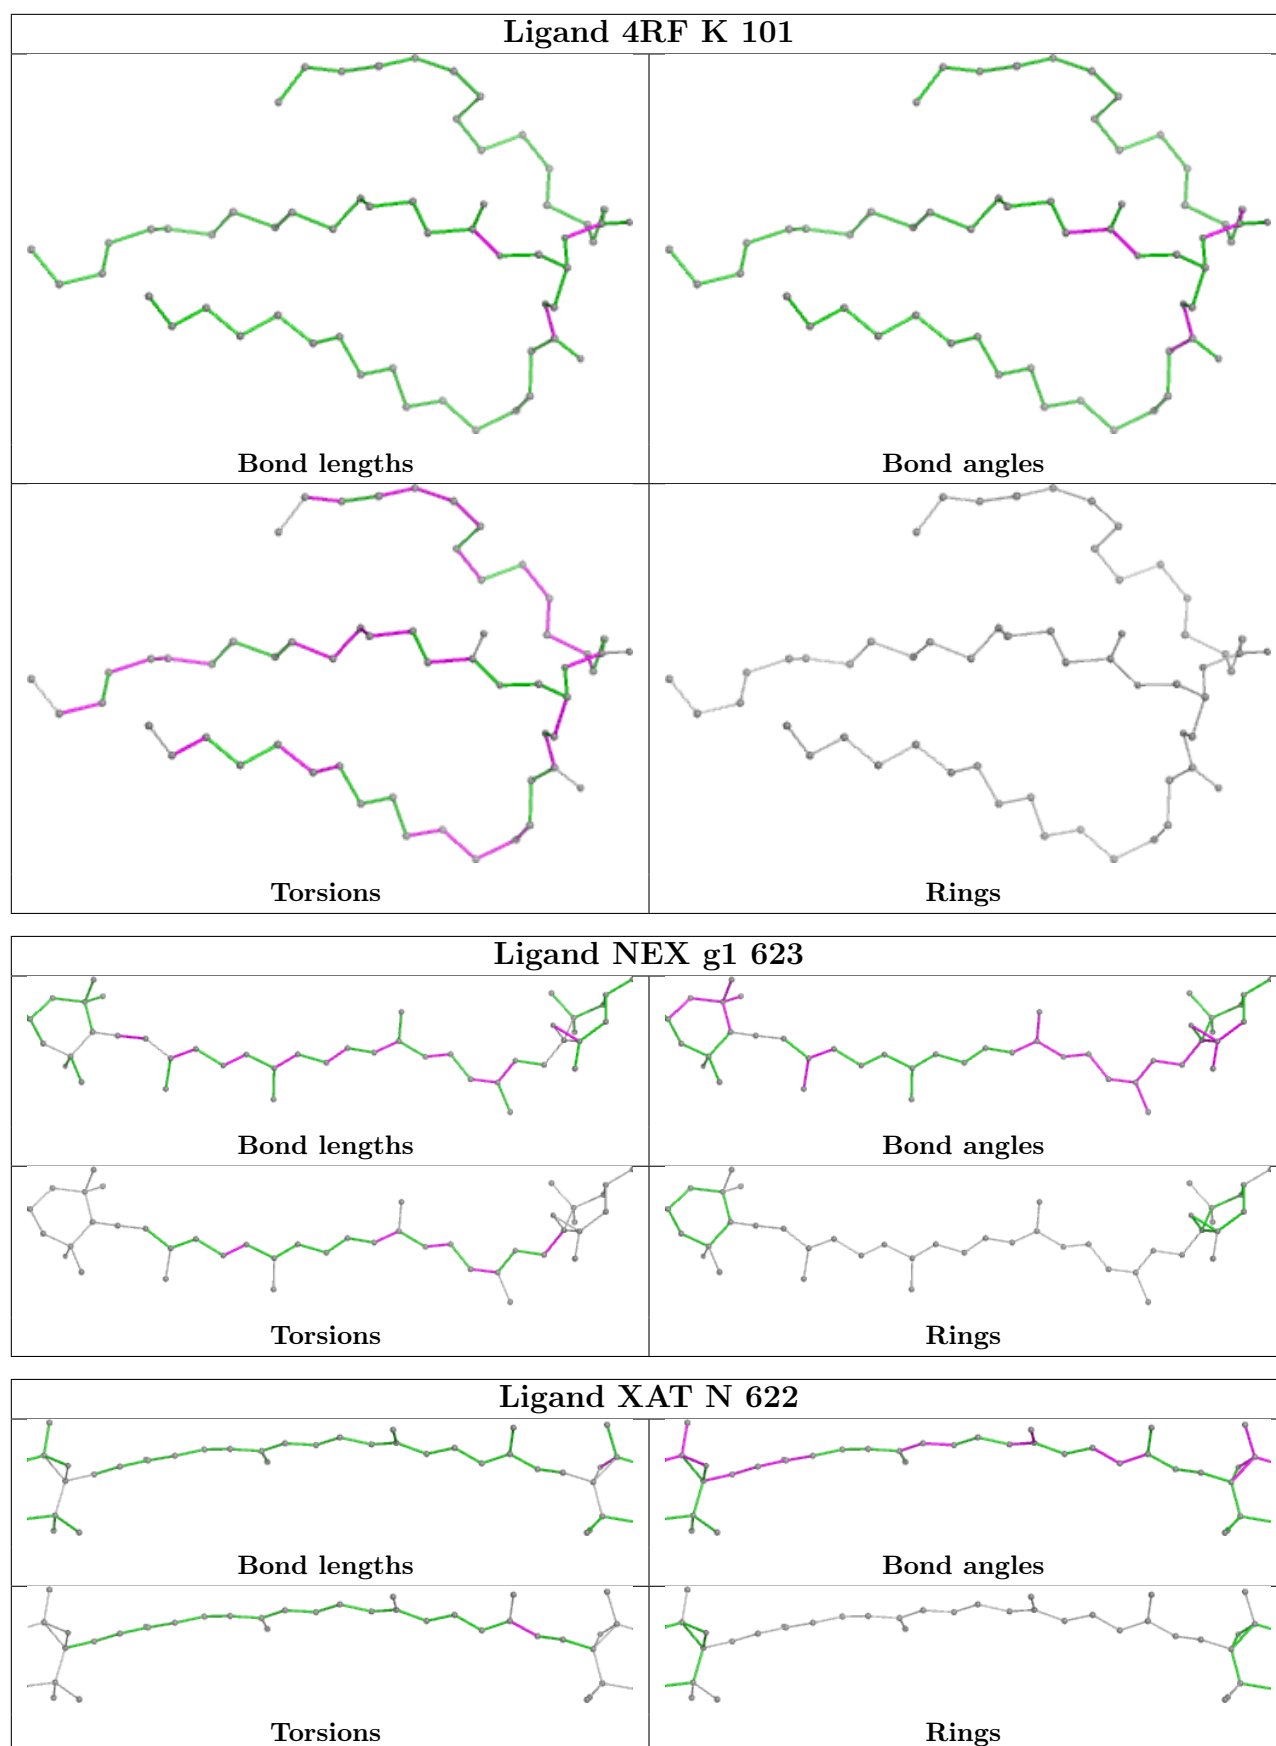 Ligand 4RF K 101
Bond lengths
Bond angles
Torsions
Rings
Ligand NEX g1 623
Bond lengths
Bond angles
Torsions
Rings
Ligand XAT N 622
Bond lengths
Bond angles
Torsions
Rings